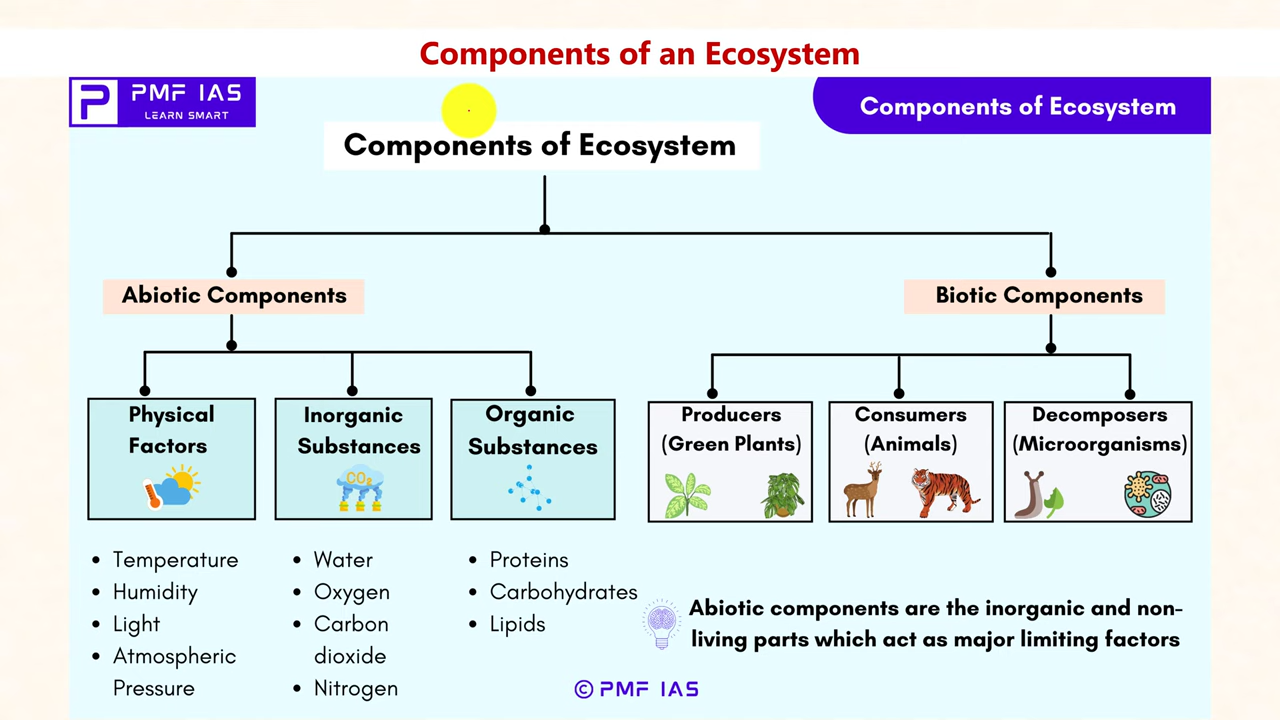 Components of an Ecosystem
PMF IAS
LEARN SMART
Components of Ecosystem
Components of Ecosystem
Abiotic Components
Biotic Components
Physical
Factors
Inorganic
Substances
CO₂
Organic
Substances
Producers
(Green Plants)
Consumers
(Animals)
Decomposers
(Microorganisms)
• Temperature
• Humidity
• Light
• Atmospheric
Pressure
• Water
• Oxygen
• Carbon
dioxide
• Nitrogen
• Proteins
• Carbohydrates
• Lipids
Abiotic components are the inorganic and non-
living parts which act as major limiting factors
© PMF IAS